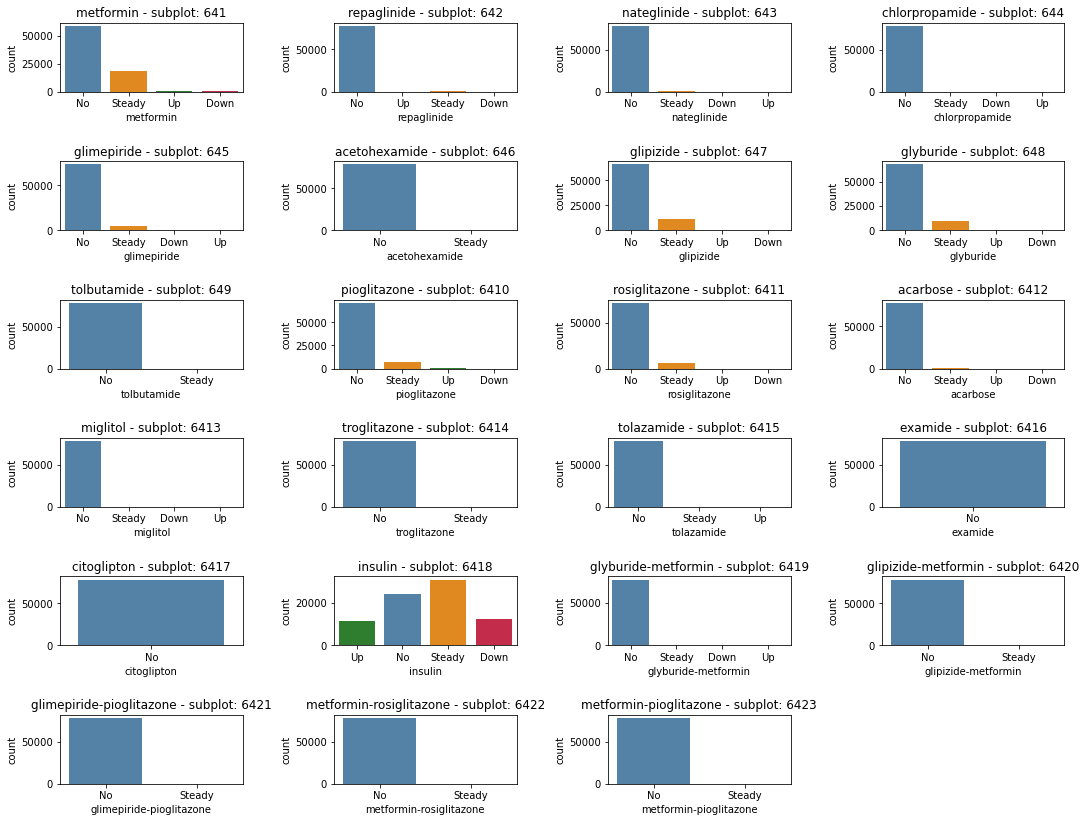 metformin - subplot: 641
repaglinide - subplot: 642
nateglinide - subplot: 643
chlorpropamide - subplot: 644
50000
25000
0
count
No Steady Up Down
metformin
50000
0
count
No Up Steady Down
repaglinide
50000
0
count
No Steady Down Up
nateglinide
50000
0
count
No Steady Down Up
chlorpropamide
glimepiride - subplot: 645
acetohexamide - subplot: 646
glipizide - subplot: 647
glyburide - subplot: 648
50000
0
count
No Steady Down Up
glimepiride
50000
0
count
No Steady
acetohexamide
50000
25000
0
count
No Steady Up Down
glipizide
50000
25000
0
count
No Steady Up Down
glyburide
tolbutamide - subplot: 649
pioglitazone - subplot: 6410
rosiglitazone - subplot: 6411
acarbose - subplot: 6412
50000
0
count
No Steady
tolbutamide
50000
25000
0
count
No Steady Up Down
pioglitazone
50000
0
count
No Steady Up Down
rosiglitazone
50000
0
count
No Steady Up Down
acarbose
miglitol - subplot: 6413
troglitazone - subplot: 6414
tolazamide - subplot: 6415
examide - subplot: 6416
50000
0
count
No Steady Down Up
miglitol
50000
0
count
No Steady
troglitazone
50000
0
count
No Steady Up
tolazamide
50000
0
count
No
examide
citoglipton - subplot: 6417
insulin - subplot: 6418
glyburide-metformin - subplot: 6419
glipizide-metformin - subplot: 6420
50000
0
count
No
citoglipton
20000
0
count
Up No Steady Down
insulin
50000
0
count
No Steady Down Up
glyburide-metformin
50000
0
count
No Steady
glipizide-metformin
glimepiride-pioglitazone - subplot: 6421
metformin-rosiglitazone - subplot: 6422
metformin-pioglitazone - subplot: 6423
50000
0
count
No Steady
glimepiride-pioglitazone
50000
0
count
No Steady
metformin-rosiglitazone
50000
0
count
No Steady
metformin-pioglitazone